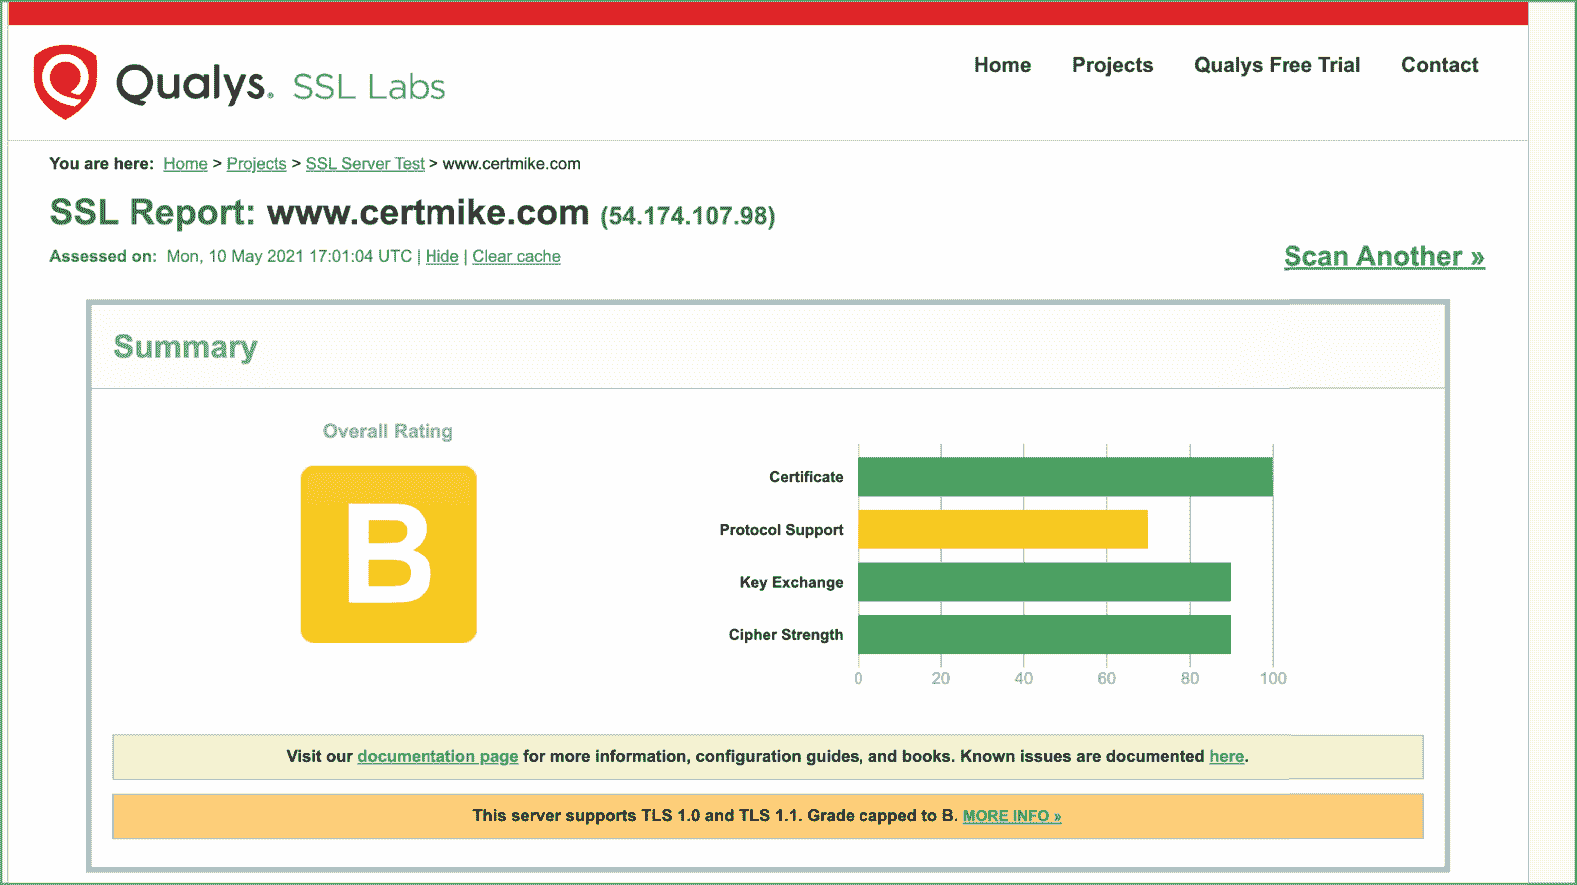 Qualys. SSL Labs
Home Projects Qualys Free Trial Contact
You are here: Home > Projects > SSL Server Test > www.certmike.com
SSL Report: www.certmike.com (54.174.107.98)
Assessed on: Mon, 10 May 2021 17:01:04 UTC | Hide | Clear cache
Scan Another »
Summary
Overall Rating
B
Certificate
Protocol Support
Key Exchange
Cipher Strength
0 20 40 60 80 100
Visit our documentation page for more information, configuration guides, and books. Known issues are documented here.
This server supports TLS 1.0 and TLS 1.1. Grade capped to B. MORE INFO »